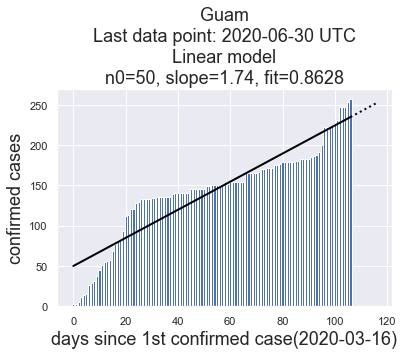 Guam
Last data point: 2020-06-30 UTC
Linear model
n0=50, slope=1.74, fit=0.8628
250
200
150
100
50
0
confirmed cases
0 20 40 60 80 100 120
days since 1st confirmed case(2020-03-16)